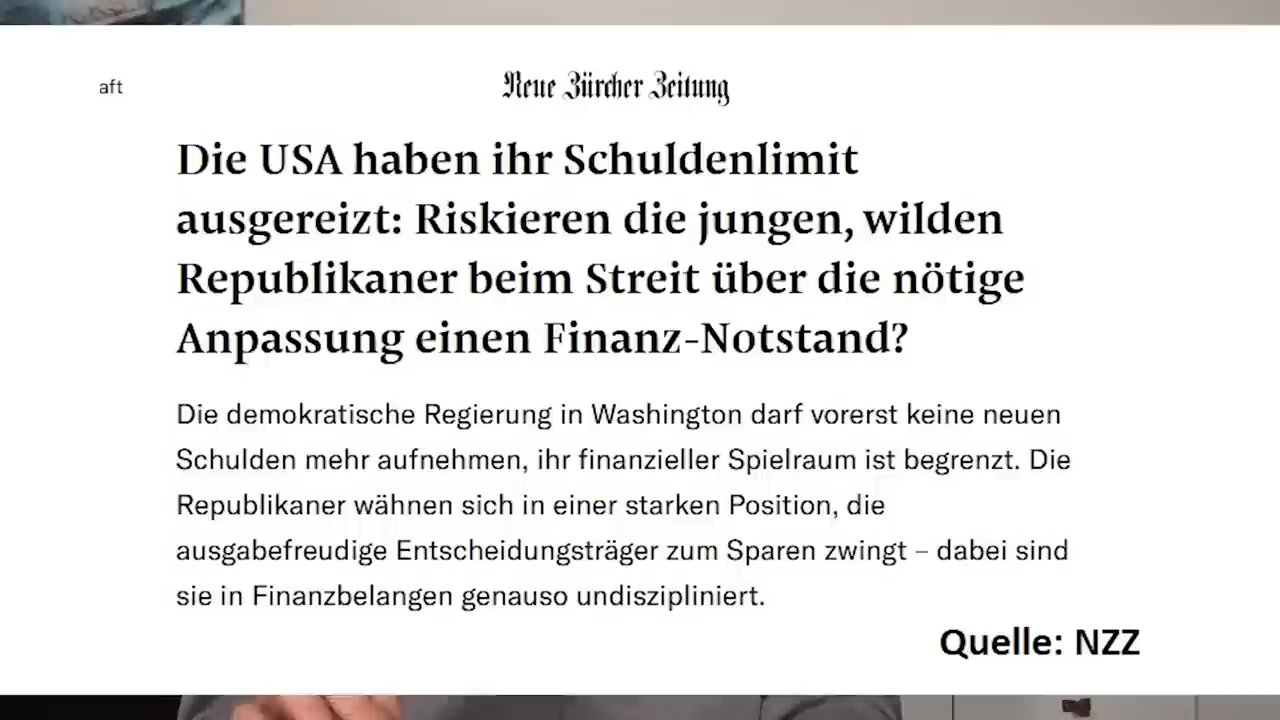 aft
Neue Zürcher Zeitung
Die USA haben ihr Schuldenlimit
ausgereizt: Riskieren die jungen, wilden
Republikaner beim Streit über die nötige
Anpassung einen Finanz-Notstand?
Die demokratische Regierung in Washington darf vorerst keine neuen
Schulden mehr aufnehmen, ihr finanzieller Spielraum ist begrenzt. Die
Republikaner wähnen sich in einer starken Position, die
ausgabefreudige Entscheidungsträger zum Sparen zwingt – dabei sind
sie in Finanzbelangen genauso undiszipliniert.
Quelle: NZZ